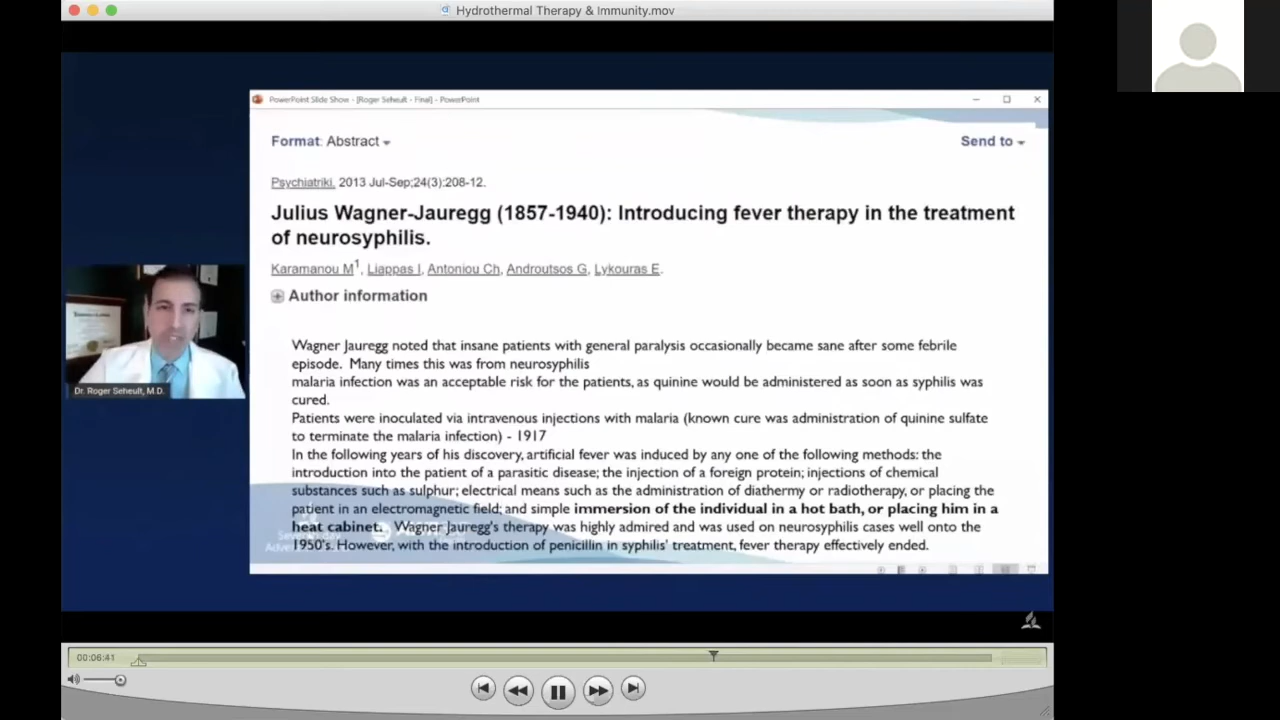 Hydrothermal Therapy & Immunity.mov
PowerPoint Slide Show - [Roger Seheult - Final] - PowerPoint
Format: Abstract
Send to
Psychiatriki. 2013 Jul-Sep;24(3):208-12.
Julius Wagner-Jauregg (1857-1940): Introducing fever therapy in the treatment
of neurosyphilis.
Karamanou M1, Liappas I, Antoniou Ch, Androutsos G, Lykouras E.
Author information
Wagner Jauregg noted that insane patients with general paralysis occasionally became sane after some febrile
episode. Many times this was from neurosyphilis
malaria infection was an acceptable risk for the patients, as quinine would be administered as soon as syphilis was
cured.
Patients were inoculated via intravenous injections with malaria (known cure was administration of quinine sulfate
to terminate the malaria infection) - 1917
In the following years of his discovery, artificial fever was induced by any one of the following methods: the
introduction into the patient of a parasitic disease; the injection of a foreign protein; injections of chemical
substances such as sulphur; electrical means such as the administration of diathermy or radiotherapy, or placing the
patient in an electromagnetic field; and simple immersion of the individual in a hot bath, or placing him in a
heat cabinet. Wagner Jauregg's therapy was highly admired and was used on neurosyphilis cases well onto the
1950's. However, with the introduction of penicillin in syphilis' treatment, fever therapy effectively ended.
Dr. Roger Seheult, M.D.
00:06:41